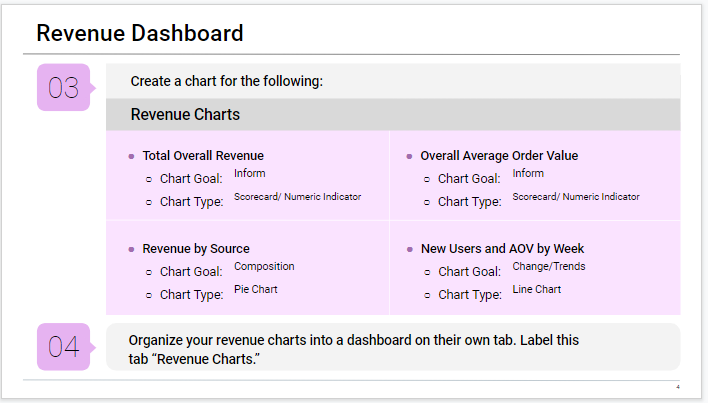 Revenue Dashboard
03
Create a chart for the following:
Revenue Charts
● Total Overall Revenue
○ Chart Goal: Inform
○ Chart Type: Scorecard/ Numeric Indicator
● Overall Average Order Value
○ Chart Goal: Inform
○ Chart Type: Scorecard/ Numeric Indicator
● Revenue by Source
○ Chart Goal: Composition
○ Chart Type: Pie Chart
● New Users and AOV by Week
○ Chart Goal: Change/Trends
○ Chart Type: Line Chart
04
Organize your revenue charts into a dashboard on their own tab. Label this
tab “Revenue Charts.”
4